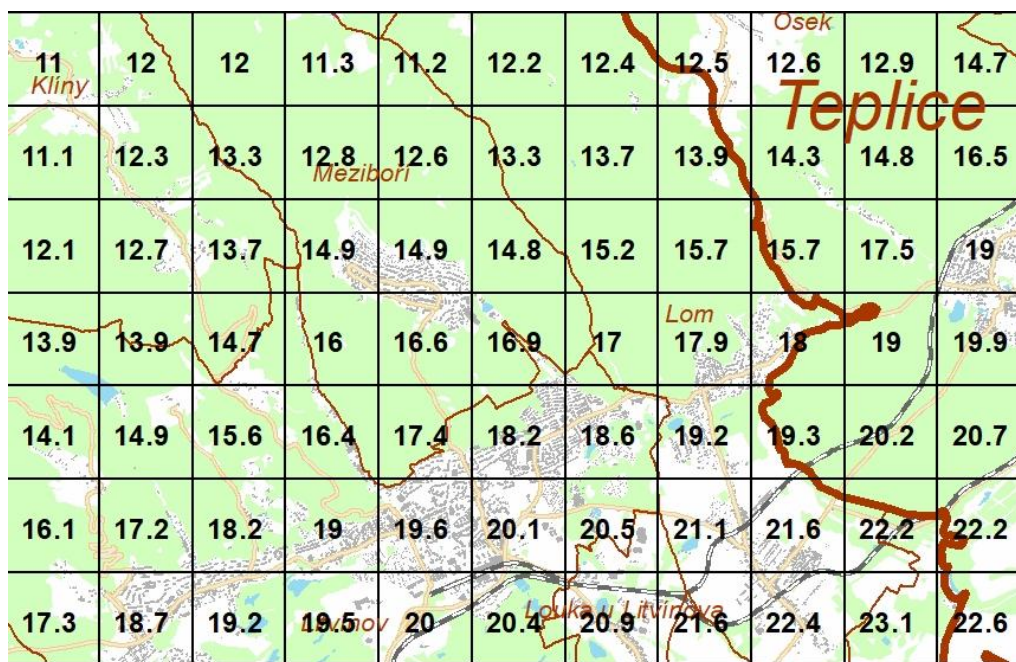 Osek
11 12 12 11.3 11.2 12.2 12.4 12.5 12.6 12.9 14.7
Klíny
Teplice
11.1 12.3 13.3 12.8 12.6 13.3 13.7 13.9 14.3 14.8 16.5
Meziboří
12.1 12.7 13.7 14.9 14.9 14.8 15.2 15.7 15.7 17.5 19
Lom
13.9 13.9 14.7 16 16.6 16.9 17 17.9 18 19 19.9
14.1 14.9 15.6 16.4 17.4 18.2 18.6 19.2 19.3 20.2 20.7
16.1 17.2 18.2 19 19.6 20.1 20.5 21.1 21.6 22.2 22.2
Louka u Litvínova
17.3 18.7 19.2 19.5 20 20.4 20.9 21.6 22.4 23.1 22.6
Litvínov